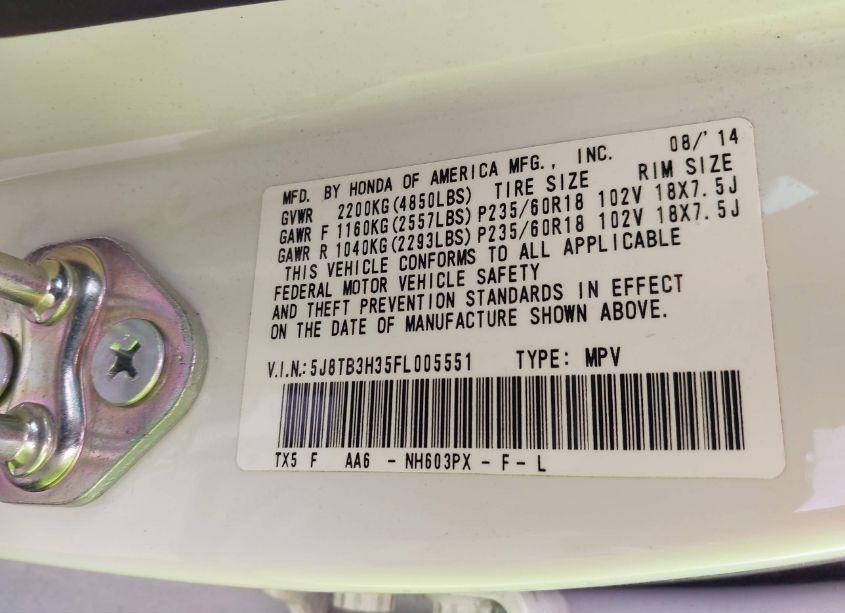 MFD. BY HONDA OF AMERICA MFG., INC. 08/'14
GVWR 2200KG(4850LBS) TIRE SIZE RIM SIZE
GAWR F 1160KG(2557LBS) P235/60R18 102V 18X7.5J
GAWR R 1040KG(2293LBS) P235/60R18 102V 18X7.5J
THIS VEHICLE CONFORMS TO ALL APPLICABLE
FEDERAL MOTOR VEHICLE SAFETY
AND THEFT PREVENTION STANDARDS IN EFFECT
ON THE DATE OF MANUFACTURE SHOWN ABOVE.
V.I.N.: 5J8TB3H35FL005551 TYPE: MPV
TX5 F AA6 - NH603PX - F - L